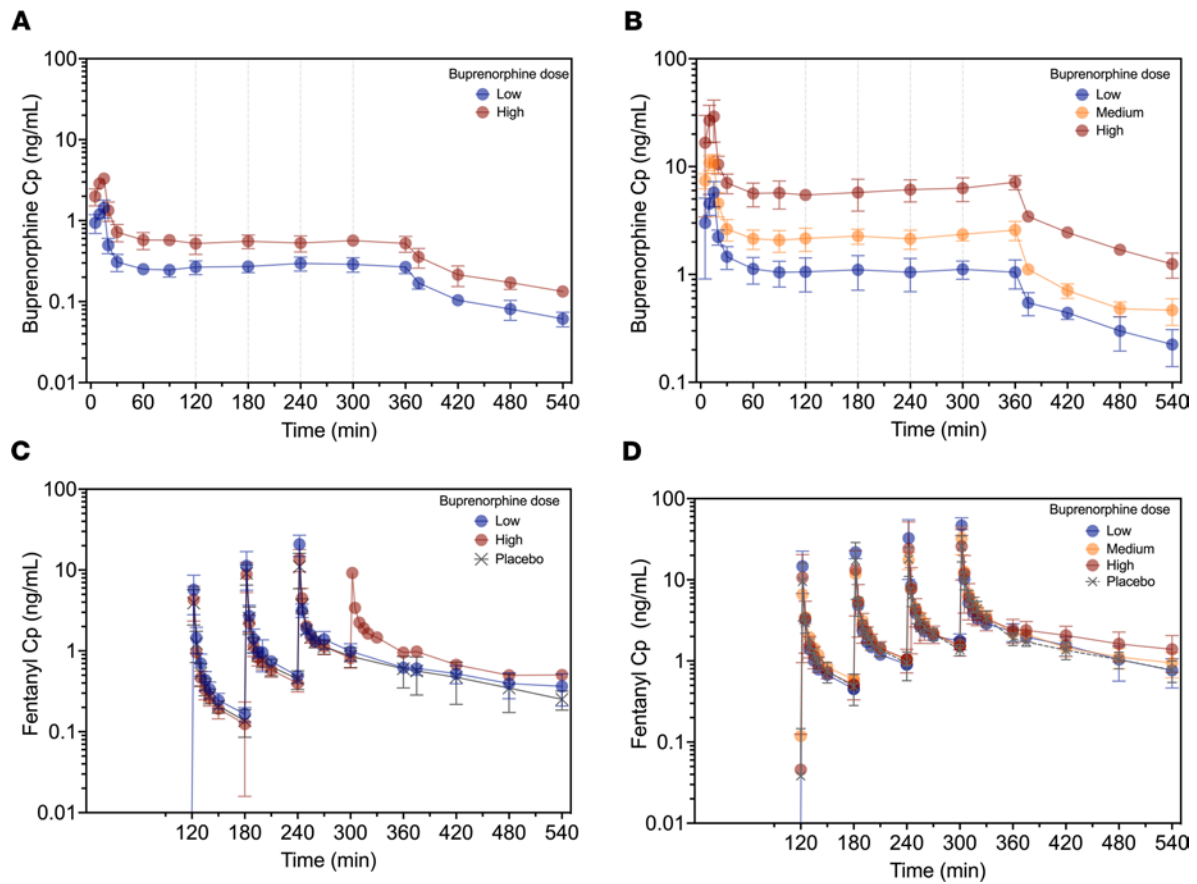 A
Buprenorphine Cp (ng/mL)
100
10
1
0.1
0.01
Buprenorphine dose
Low
High
0 60 120 180 240 300 360 420 480 540
Time (min)
B
Buprenorphine Cp (ng/mL)
100
10
1
0.1
Buprenorphine dose
Low
Medium
High
0 60 120 180 240 300 360 420 480 540
Time (min)
C
Fentanyl Cp (ng/mL)
100
10
1
0.1
0.01
Buprenorphine dose
Low
High
Placebo
120 180 240 300 360 420 480 540
Time (min)
D
Fentanyl Cp (ng/mL)
100
10
1
0.1
0.01
Buprenorphine dose
Low
Medium
High
Placebo
120 180 240 300 360 420 480 540
Time (min)